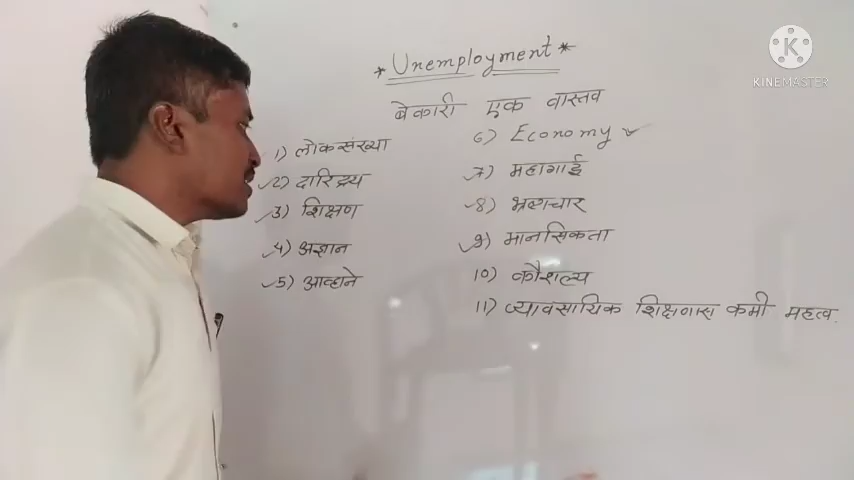 * Unemployment *
बेकारी एक वास्तव
1) लोकसंख्या
2) दारिद्र्य
3) शिक्षण
4) अज्ञान
5) आव्हाने
6) Economy
7) महागाई
8) भ्रष्टाचार
9) मानसिकता
10) कौशल्य
11) व्यावसायिक शिक्षणास कमी महत्व.
K
KINEMASTER